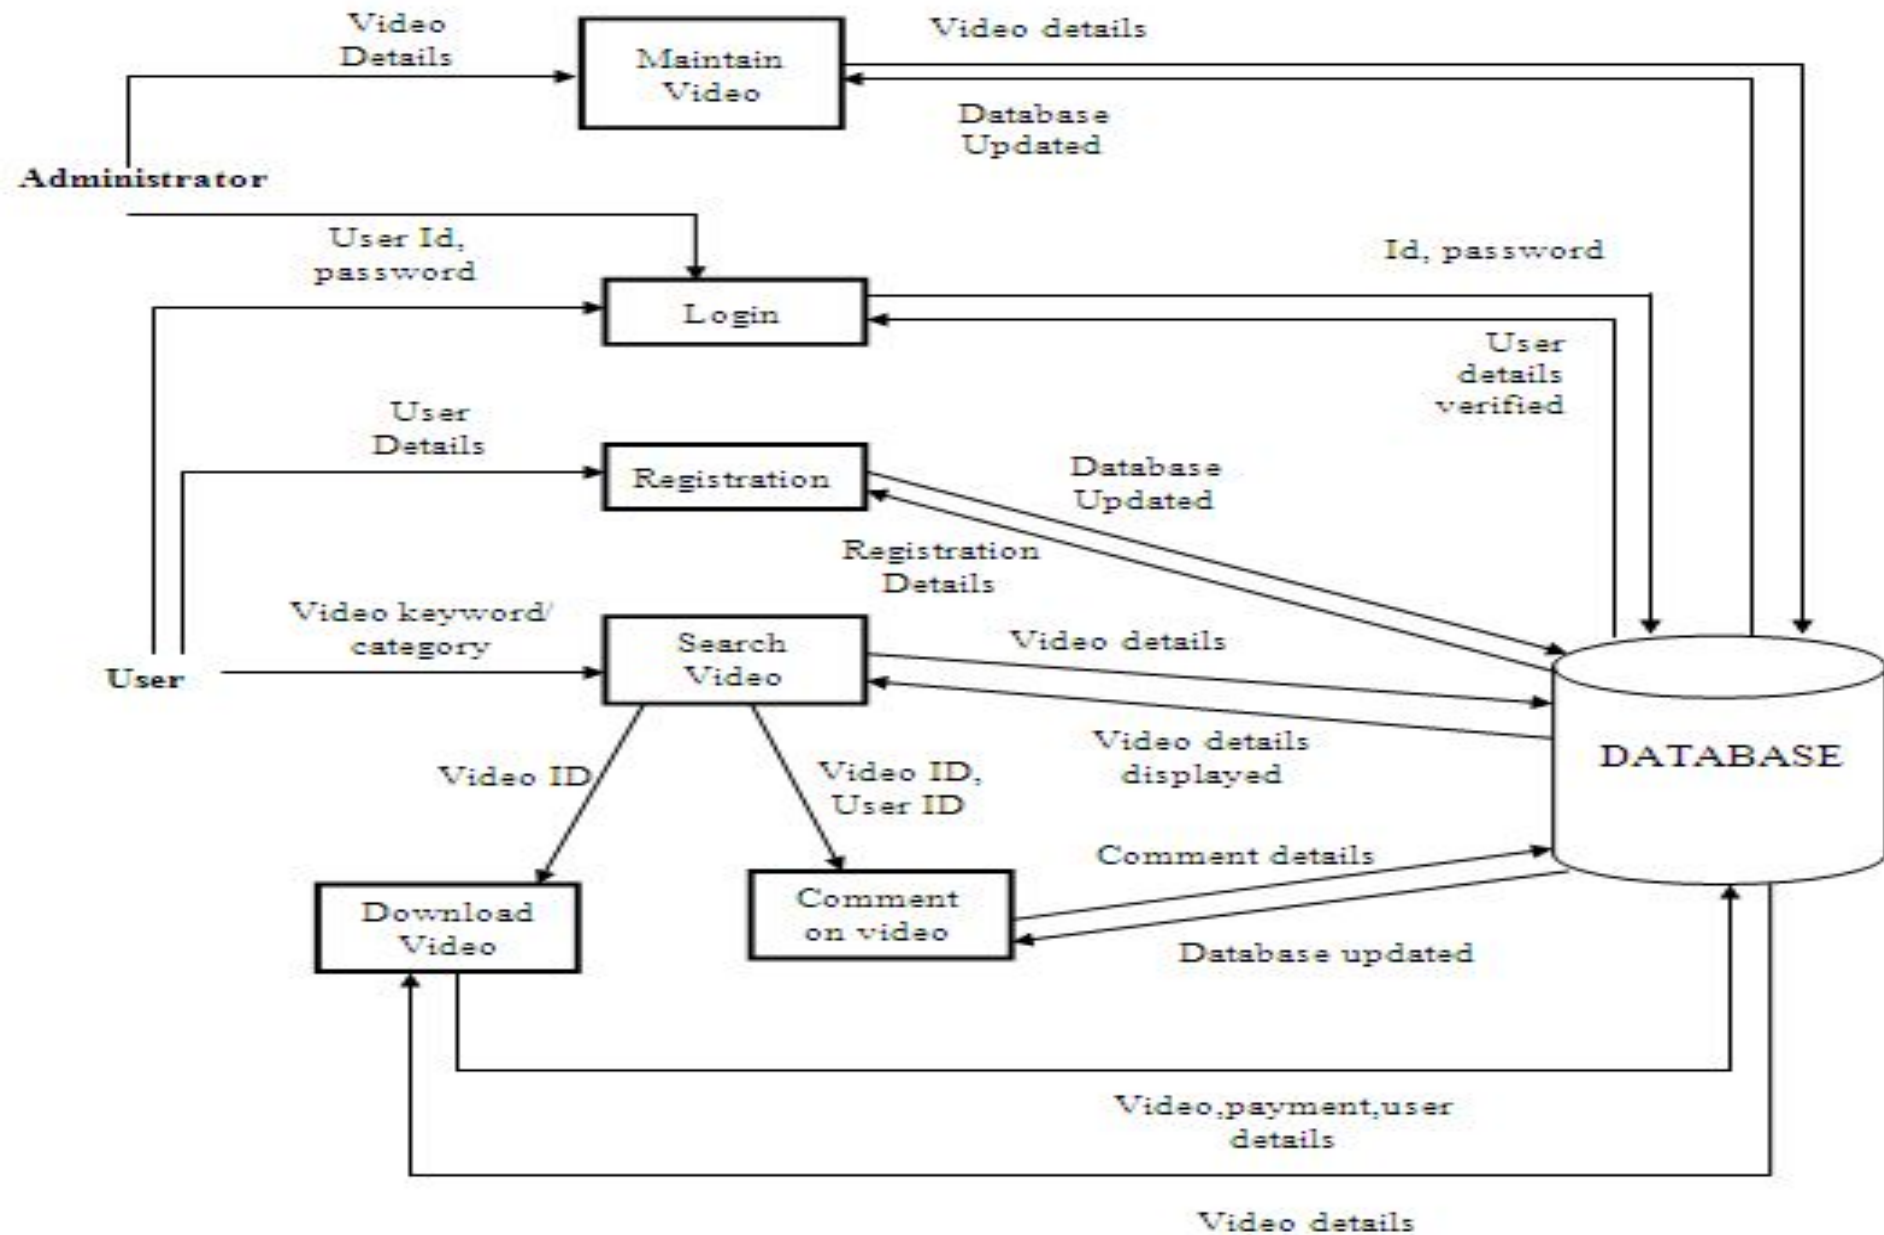 Video
Details
Maintain
Video
Video details
Database
Updated
Administrator
User Id,
password
Login
Id, password
User
details
verified
User
Details
Registration
Database
Updated
Registration
Details
Video keyword/
category
User
Search
Video
Video details
Video details
displayed
DATABASE
Video ID
Video ID,
User ID
Comment details
Download
Video
Comment
on video
Database updated
Video,payment,user
details
Video details